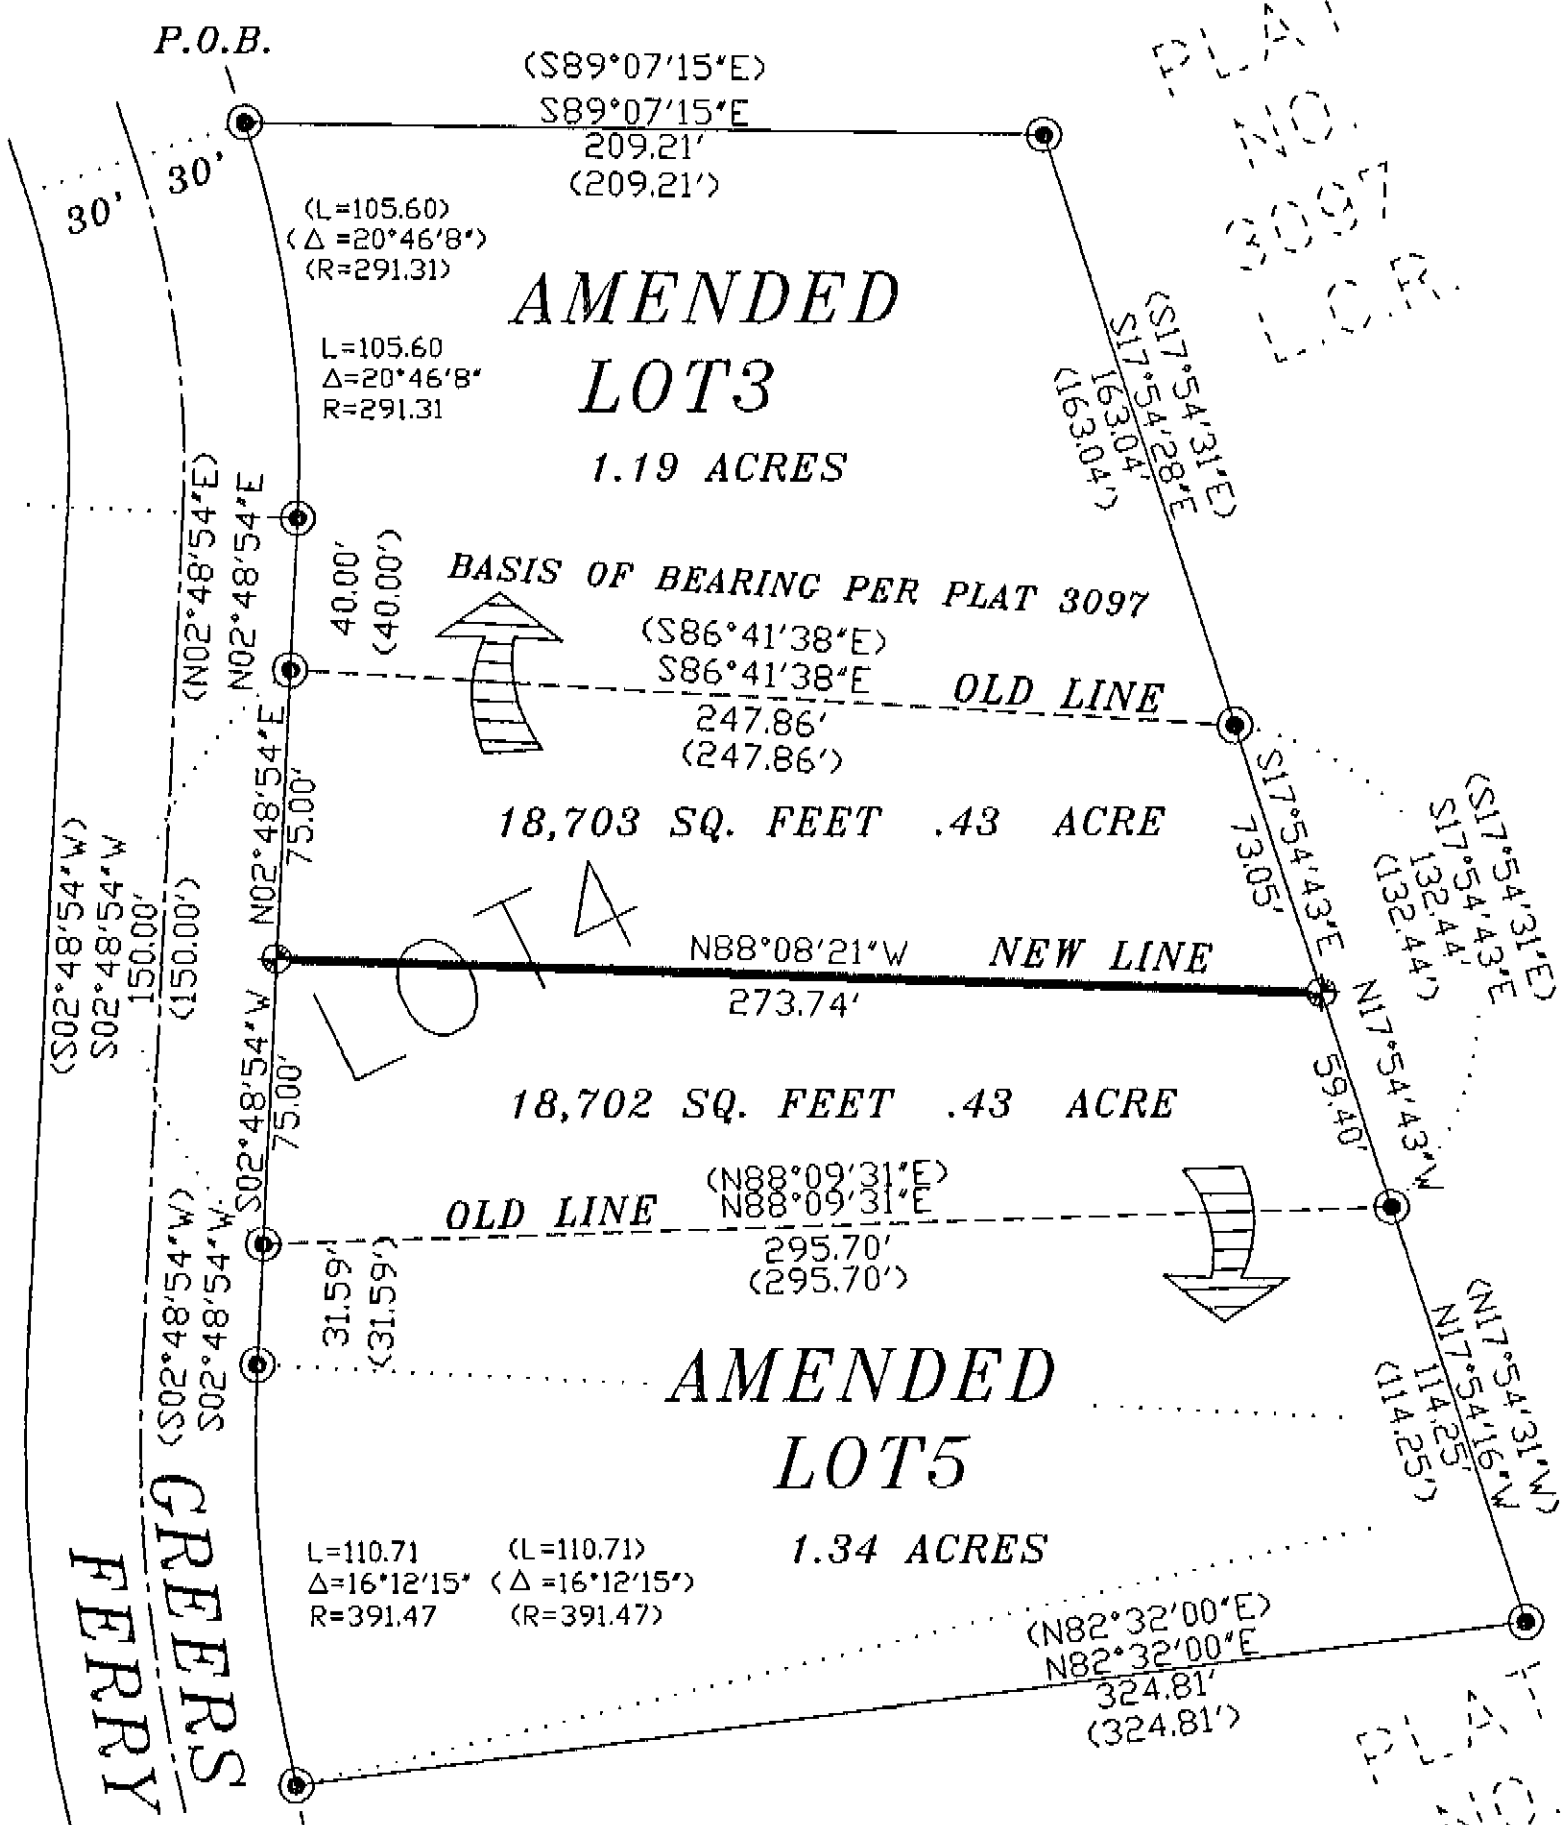 P.O.B.
(S89°07'15"E)
S89°07'15"E
209.21'
(209.21')
30'
30'
(L=105.60)
(Δ =20°46'8")
(R=291.31)
L=105.60
Δ=20°46'8"
R=291.31
AMENDED
LOT3
1.19 ACRES
PLAT
NO.
3097
L.C.R.
(S17°54'31"E)
S17°54'28"E
163.04'
(163.04')
(N02°48'54"E)
N02°48'54"E
40.00'
(40.00')
BASIS OF BEARING PER PLAT 3097
(S86°41'38"E)
S86°41'38"E
OLD LINE
247.86'
(247.86')
N02°48'54"E
75.00'
18,703 SQ. FEET .43 ACRE
S17°54'43"E
73.05'
(S17°54'31"E)
S17°54'43"E
132.44'
(132.44')
(S02°48'54"W)
S02°48'54"W
150.00'
(150.00')
LOT 4
N88°08'21"W
NEW LINE
273.74'
S02°48'54"W
75.00'
N17°54'43"W
59.40'
18,702 SQ. FEET .43 ACRE
(N88°09'31"E)
N88°09'31"E
OLD LINE
295.70'
(295.70')
(S02°48'54"W)
S02°48'54"W
31.59'
(31.59')
AMENDED
LOT5
1.34 ACRES
(N17°54'31"W)
N17°54'16"W
114.25'
(114.25')
L=110.71
Δ=16°12'15"
R=391.47
(L=110.71)
(Δ =16°12'15")
(R=391.47)
(N82°32'00"E)
N82°32'00"E
324.81'
(324.81')
GREERS
FERRY
PLAT
NO.